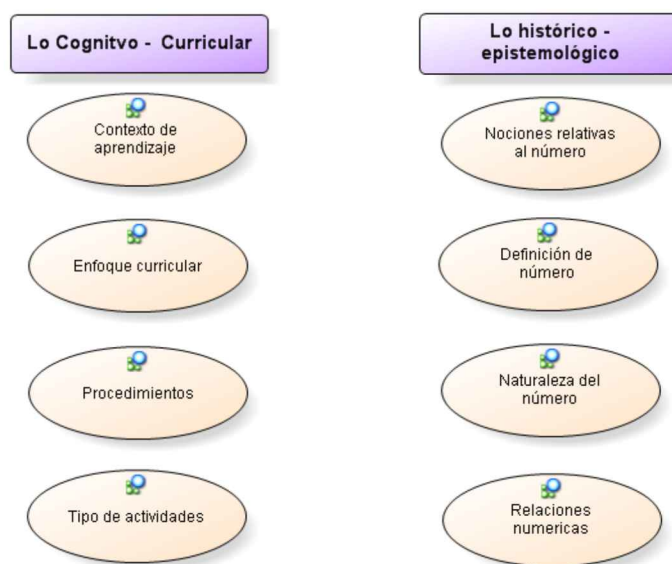 Lo Cognitvo - Curricular
Contexto de
aprendizaje
Enfoque curricular
Procedimientos
Tipo de actividades
Lo histórico -
epistemológico
Nociones relativas
al número
Definición de
número
Naturaleza del
número
Relaciones
numericas